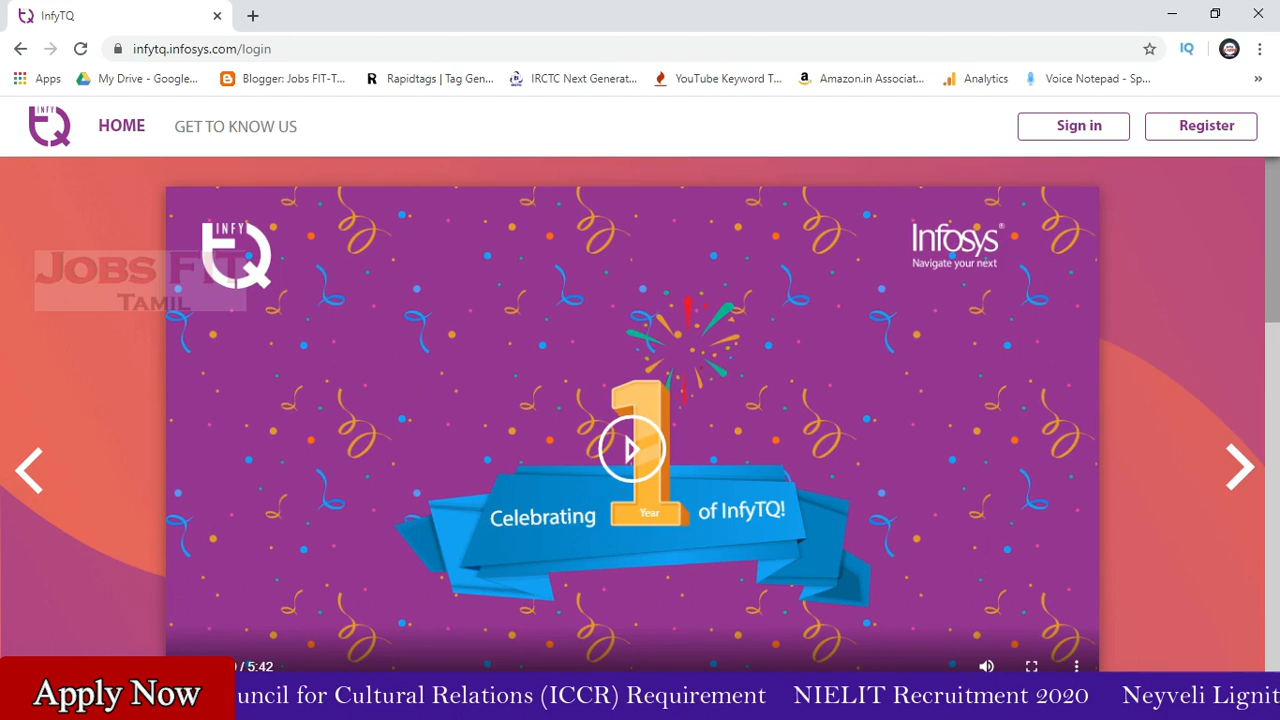 InfyTQ
infytq.infosys.com/login
IQ
Apps
My Drive - Google...
Blogger: Jobs FIT-T...
R Rapidtags | Tag Gen...
IRCTC Next Generat...
YouTube Keyword T...
a Amazon.in Associat...
Analytics
Voice Notepad - Sp...
»
INFY TQ
HOME
GET TO KNOW US
Sign in
Register
INFY TQ
Infosys®
Navigate your next
JOBS FIT
TAMIL
Celebrating 1 Year of InfyTQ!
/ 5:42
Apply Now
uncil for Cultural Relations (ICCR) Requirement NIELIT Recruitment 2020 Neyveli Lignit